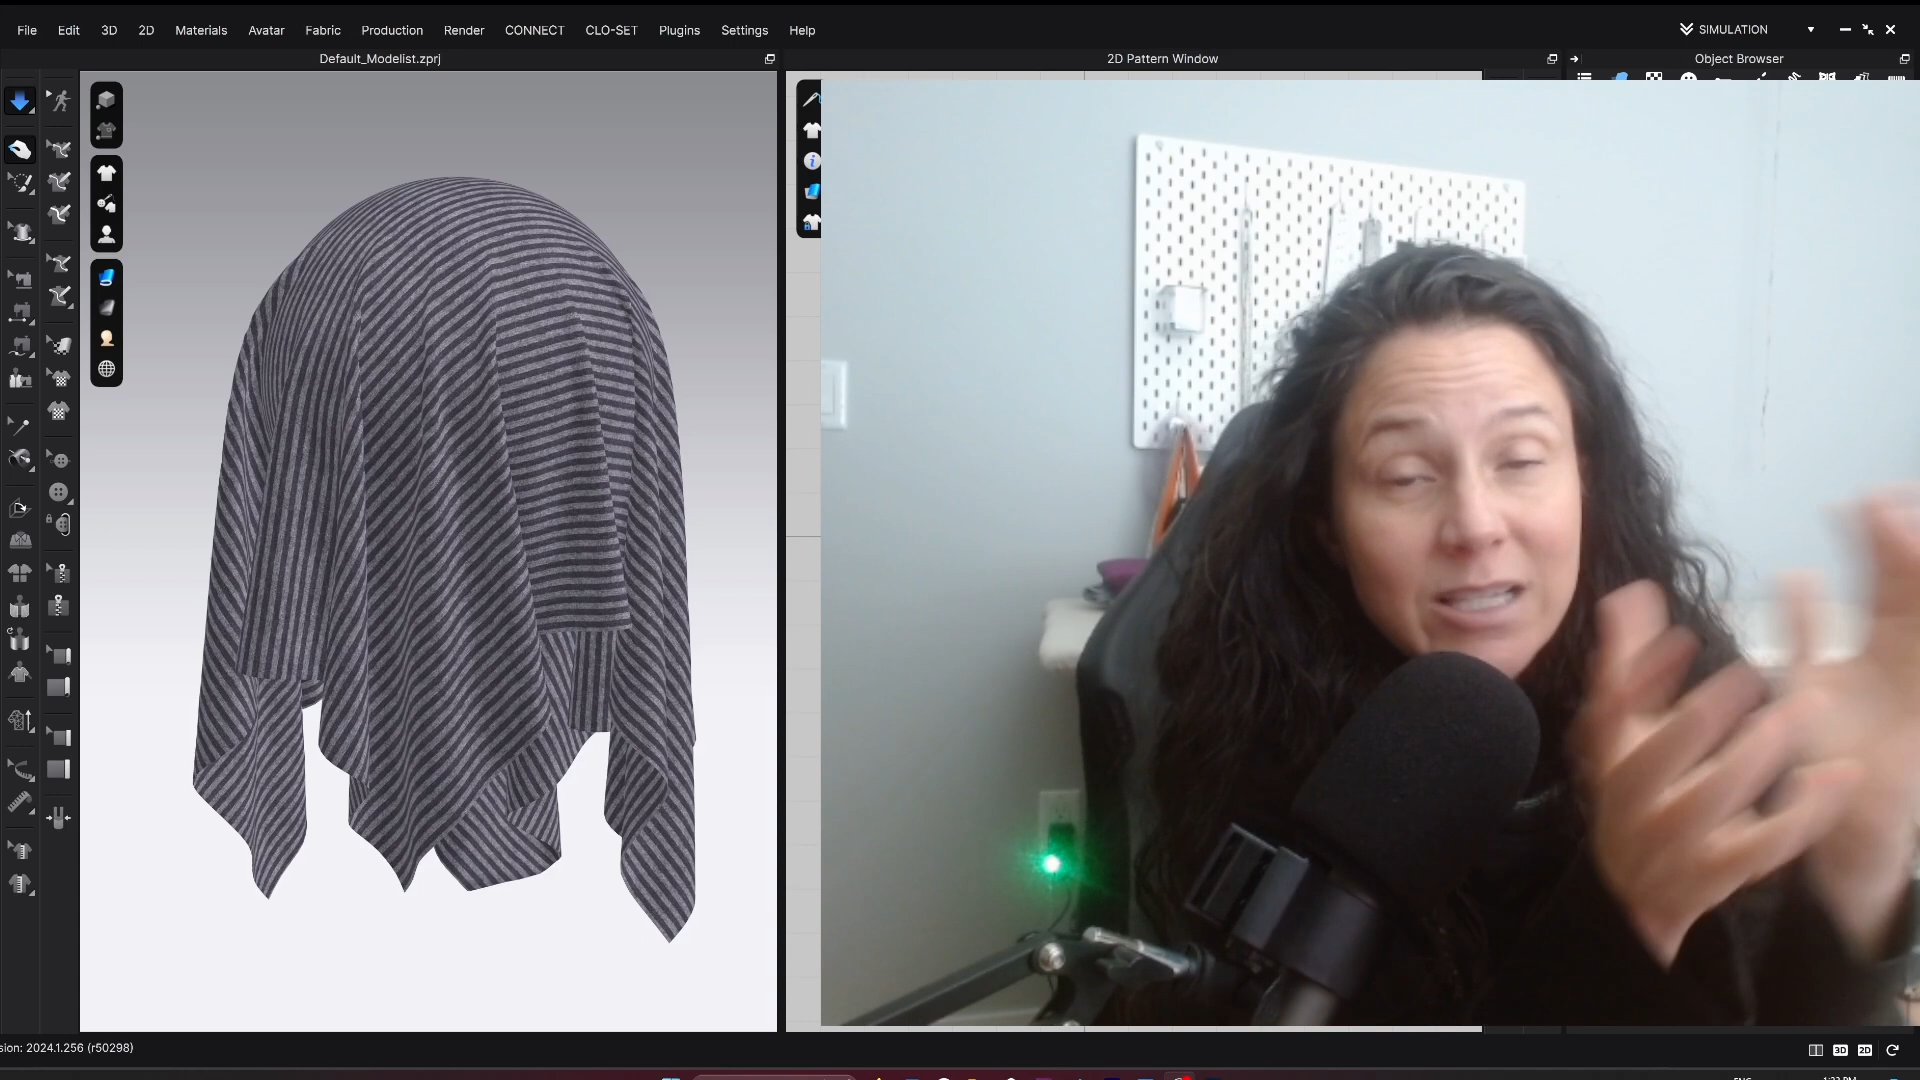 File Edit 3D 2D Materials Avatar Fabric Production Render CONNECT CLO-SET Plugins Settings Help SIMULATION
Default_Modelist.zprj 2D Pattern Window Object Browser
sion: 2024.1.256 (r50298) 3D 2D